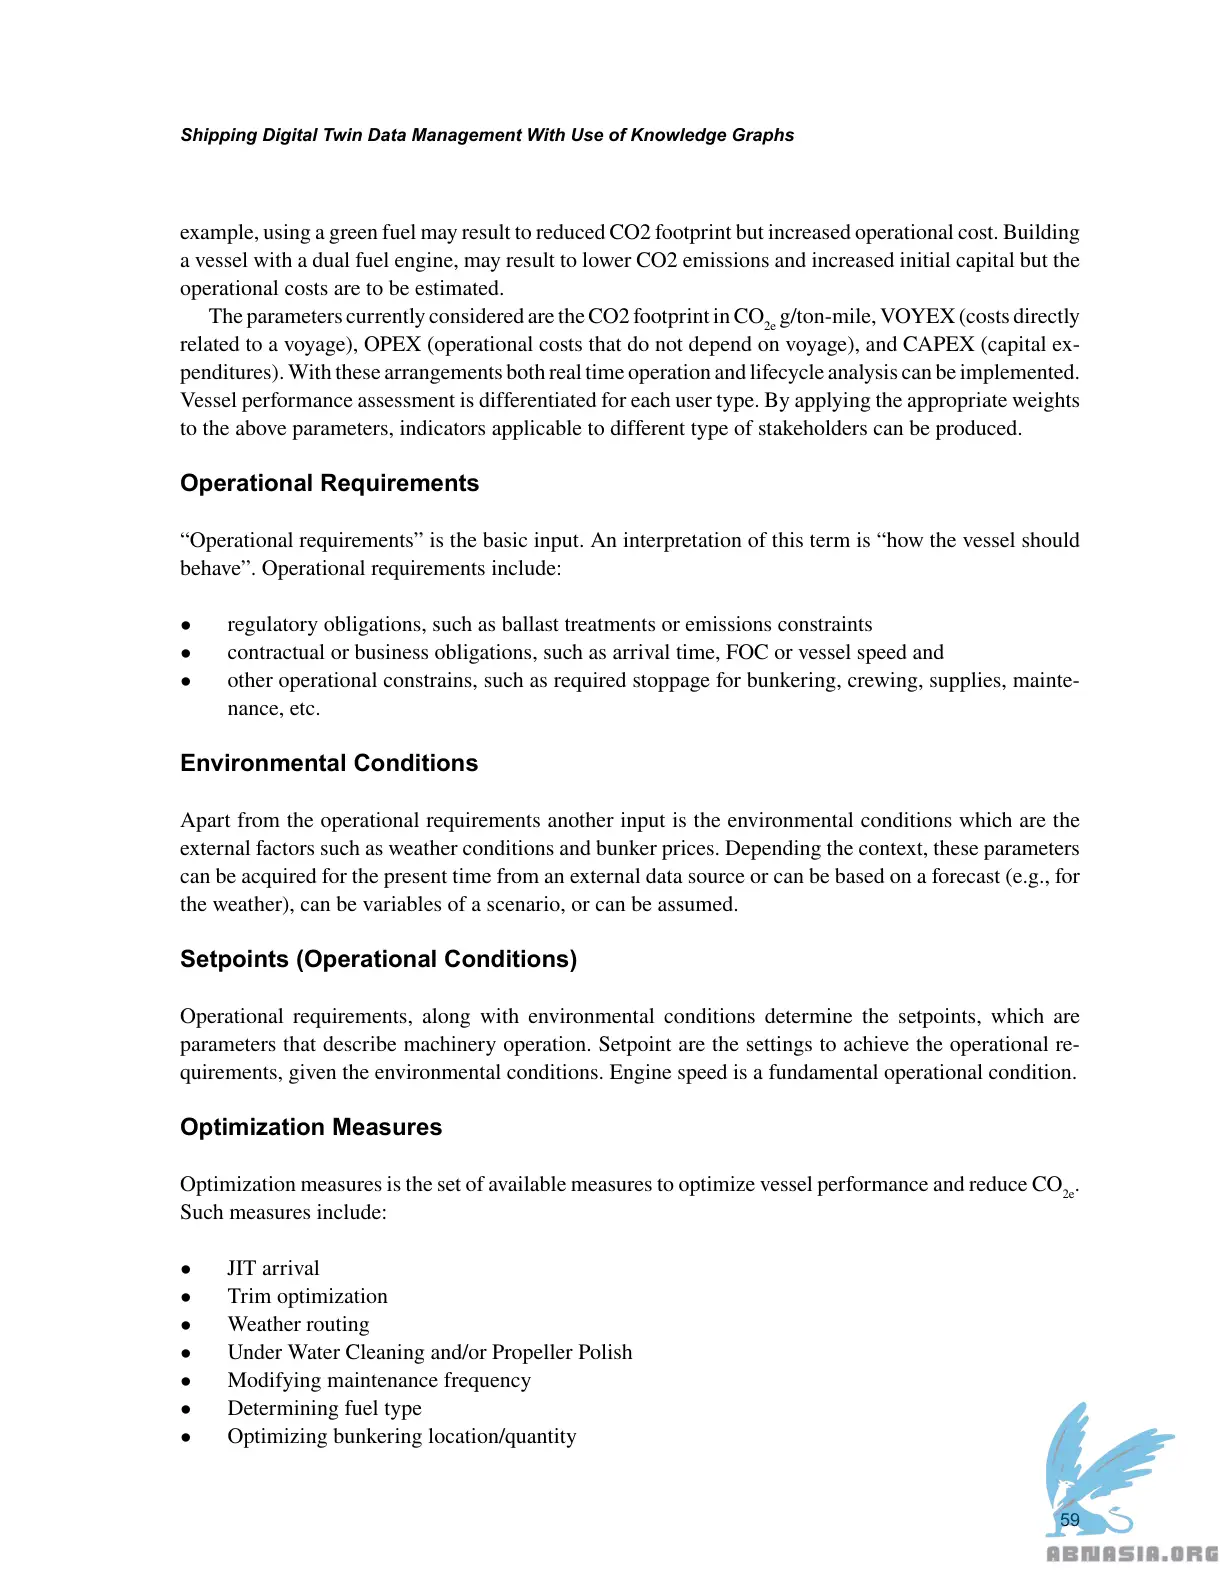 Shipping Digital Twin Data Management With Use of Knowledge Graphs
example, using a green fuel may result to reduced CO2 footprint but increased operational cost. Building
a vessel with a dual fuel engine, may result to lower CO2 emissions and increased initial capital but the
operational costs are to be estimated.
The parameters currently considered are the CO2 footprint in CO2e g/ton-mile, VOYEX (costs directly
related to a voyage), OPEX (operational costs that do not depend on voyage), and CAPEX (capital ex-
penditures). With these arrangements both real time operation and lifecycle analysis can be implemented.
Vessel performance assessment is differentiated for each user type. By applying the appropriate weights
to the above parameters, indicators applicable to different type of stakeholders can be produced.
Operational Requirements
“Operational requirements” is the basic input. An interpretation of this term is “how the vessel should
behave”. Operational requirements include:
● regulatory obligations, such as ballast treatments or emissions constraints
● contractual or business obligations, such as arrival time, FOC or vessel speed and
● other operational constrains, such as required stoppage for bunkering, crewing, supplies, mainte-
nance, etc.
Environmental Conditions
Apart from the operational requirements another input is the environmental conditions which are the
external factors such as weather conditions and bunker prices. Depending the context, these parameters
can be acquired for the present time from an external data source or can be based on a forecast (e.g., for
the weather), can be variables of a scenario, or can be assumed.
Setpoints (Operational Conditions)
Operational requirements, along with environmental conditions determine the setpoints, which are
parameters that describe machinery operation. Setpoint are the settings to achieve the operational re-
quirements, given the environmental conditions. Engine speed is a fundamental operational condition.
Optimization Measures
Optimization measures is the set of available measures to optimize vessel performance and reduce CO2e.
Such measures include:
● JIT arrival
● Trim optimization
● Weather routing
● Under Water Cleaning and/or Propeller Polish
● Modifying maintenance frequency
● Determining fuel type
● Optimizing bunkering location/quantity
59
ABNASIA.ORG